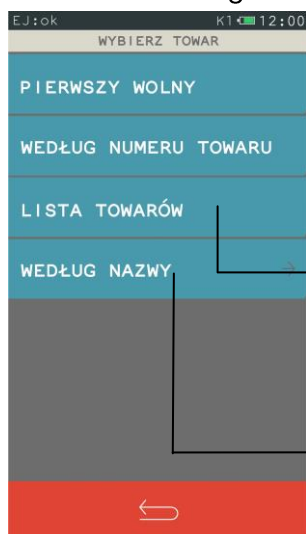 EJ:ok K1 12:00
WYBIERZ TOWAR
PIERWSZY WOLNY
WEDŁUG NUMERU TOWARU
LISTA TOWARÓW
WEDŁUG NAZWY